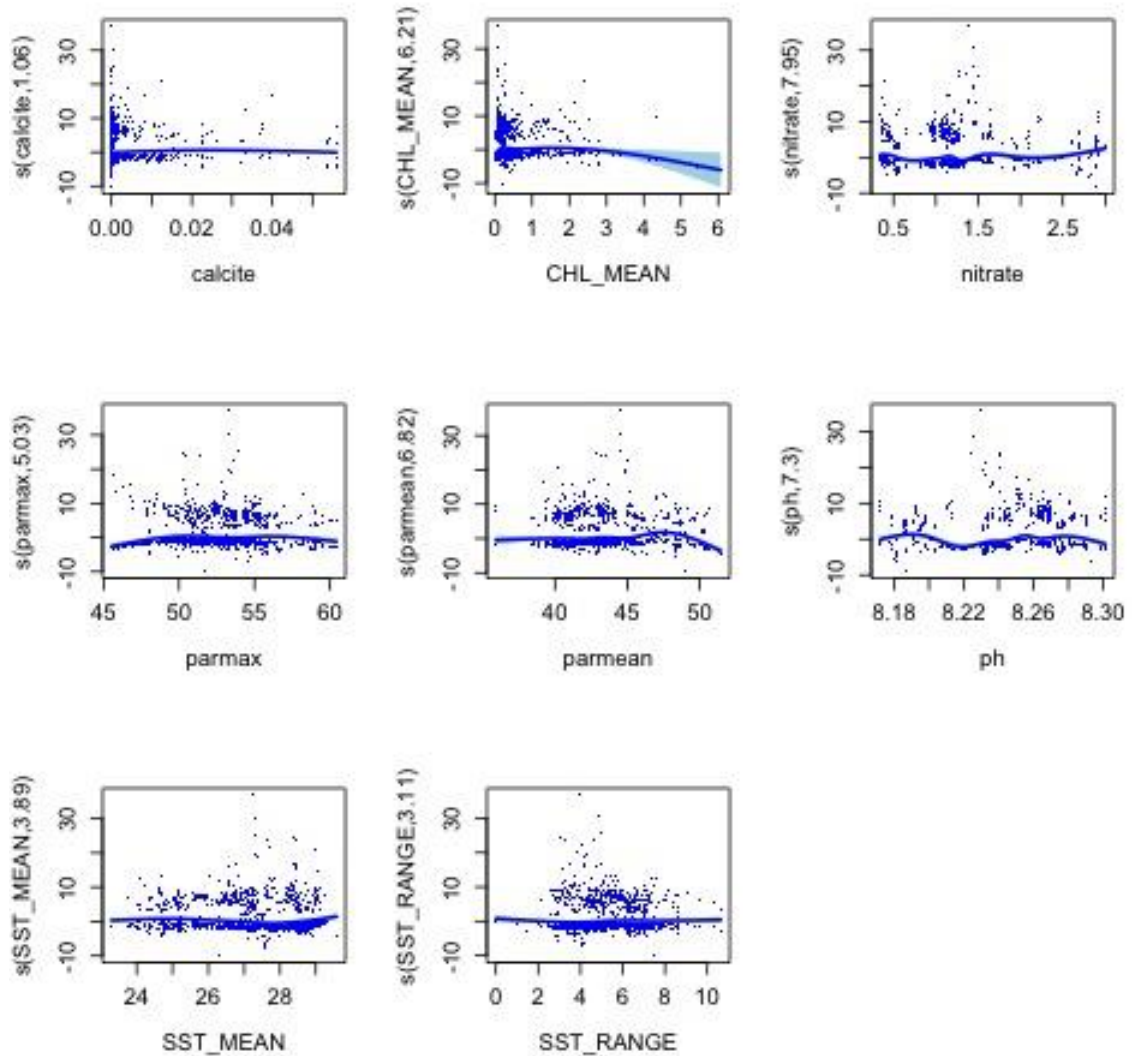 s(calcite,1.06)
30
10
-10
0.00 0.02 0.04
calcite
s(CHL_MEAN,6.21)
30
10
-10
0 1 2 3 4 5 6
CHL_MEAN
s(nitrate,7.95)
30
10
-10
0.5 1.5 2.5
nitrate
s(parmax,5.03)
30
10
-10
45 50 55 60
parmax
s(parmean,6.82)
30
10
-10
40 45 50
parmean
s(ph,7.3)
30
10
-10
8.18 8.22 8.26 8.30
ph
s(SST_MEAN,3.89)
30
10
-10
24 26 28
SST_MEAN
s(SST_RANGE,3.11)
30
10
-10
0 2 4 6 8 10
SST_RANGE